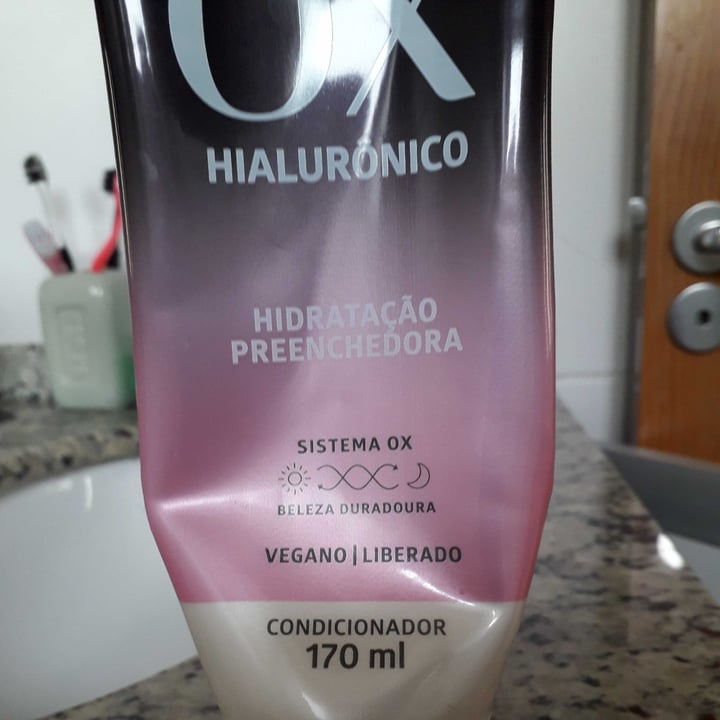 OX
HIALURÔNICO
HIDRATAÇÃO
PREENCHEDORA
SISTEMA OX
BELEZA DURADOURA
VEGANO | LIBERADO
CONDICIONADOR
170 ml